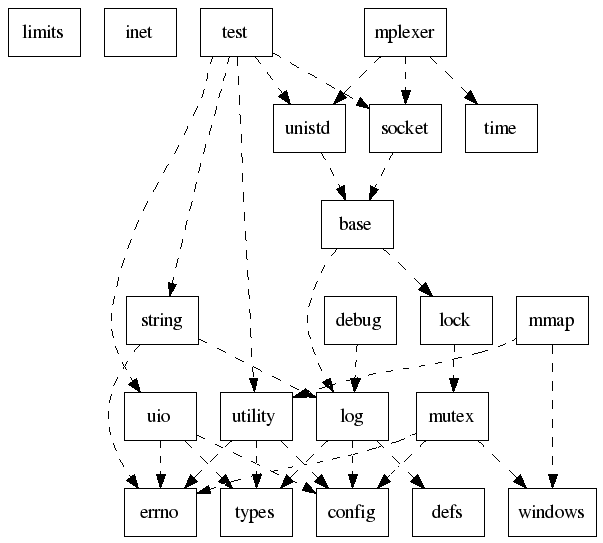 limits inet test mplexer
unistd socket time
base
string debug lock mmap
uio utility log mutex
errno types config defs windows